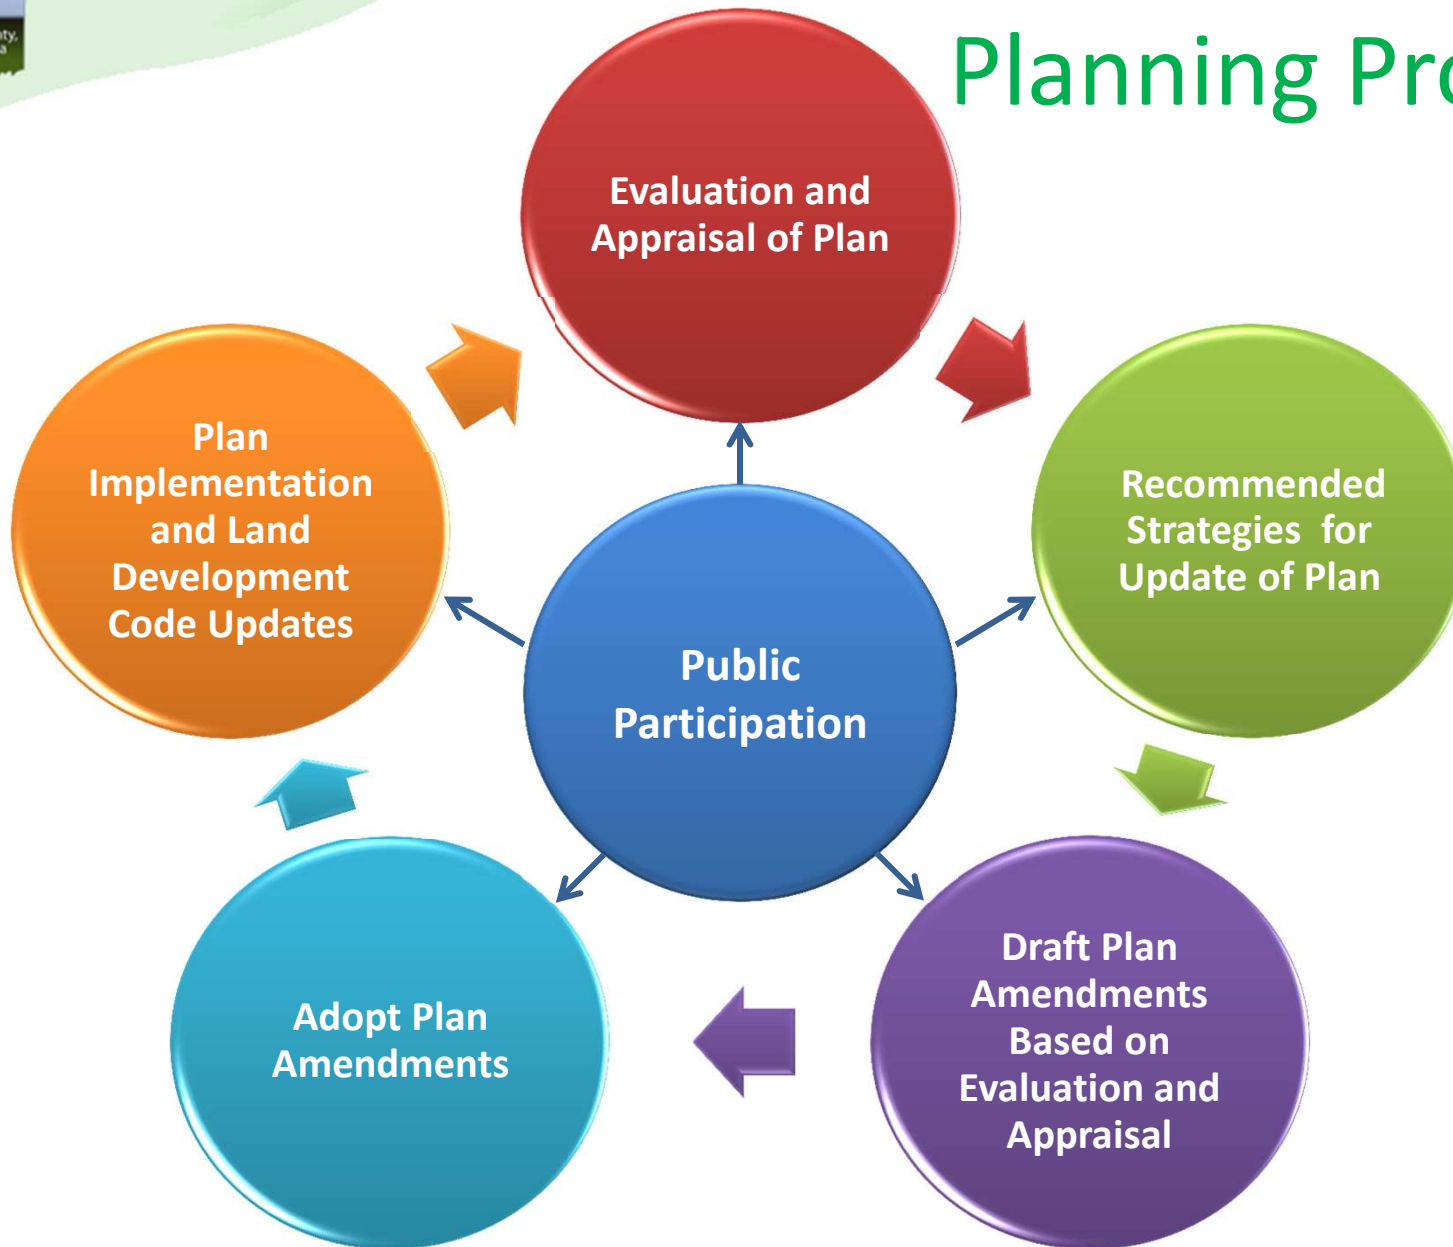 Planning Pro
Evaluation and
Appraisal of Plan
Recommended
Strategies for
Update of Plan
Draft Plan
Amendments
Based on
Evaluation and
Appraisal
Adopt Plan
Amendments
Plan
Implementation
and Land
Development
Code Updates
Public
Participation